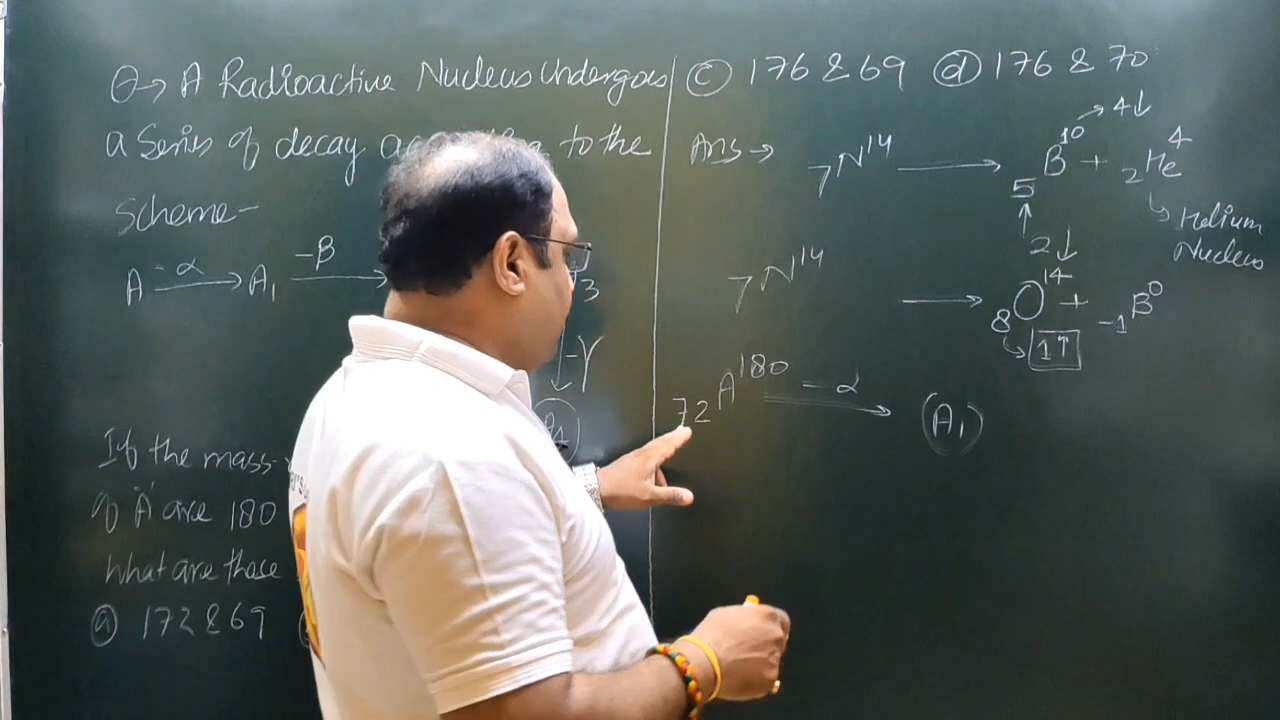 Q→ A Radioactive Nucleus Undergoes
a Series of decay to the
Scheme-
A -α→ A₁ -β→ 3
-γ
If the mass-
of 'A' are 180
What are these
ⓐ 172 & 69
ⓒ 176 & 69 ⓓ 176 & 70
Ans → ₇N¹⁴ → ₅B¹⁰ + ₂He⁴
→ 4↓
↑
2↓
Helium
Nucleus
₇N¹⁴ → ₈O¹⁴ + ₋₁B⁰
1↑
₇₂A¹⁸⁰ -α→ (A₁)